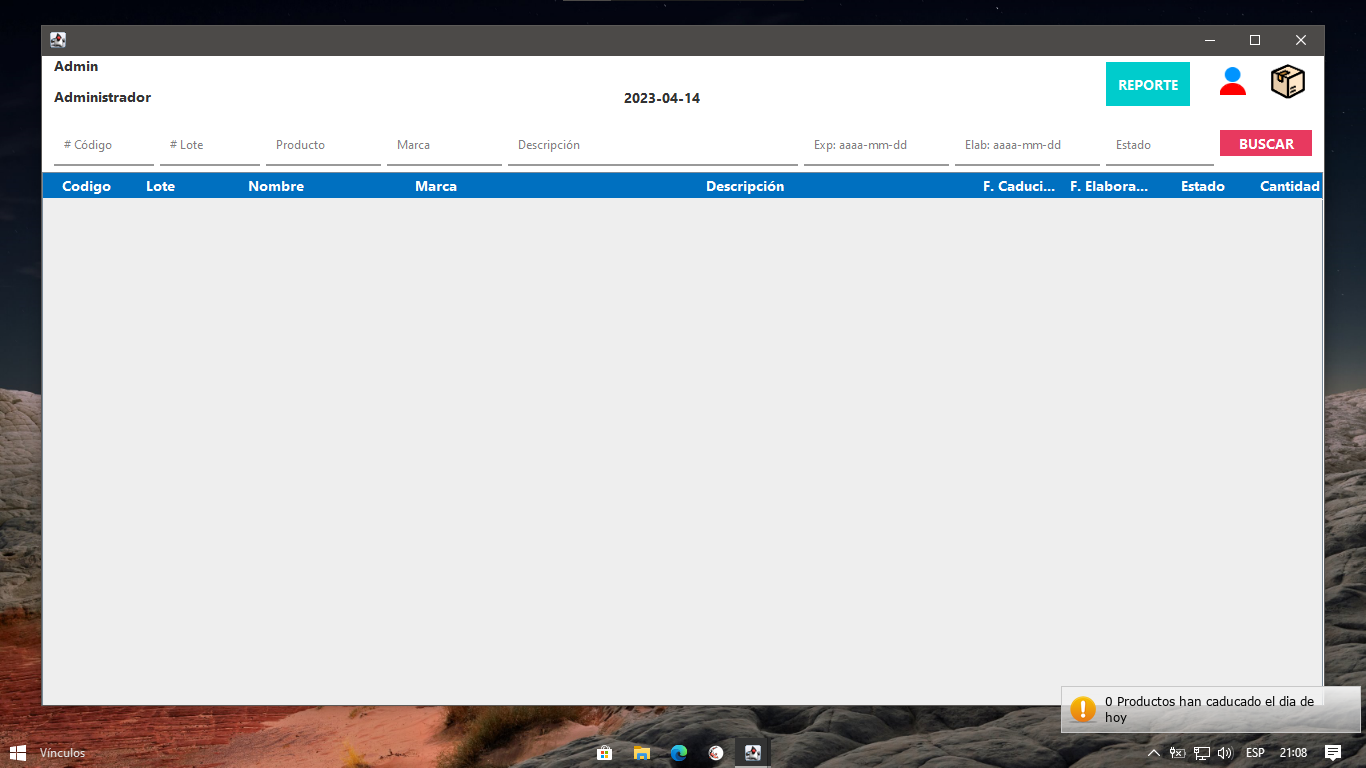 Admin
Administrador
2023-04-14
REPORTE
# Código # Lote Producto Marca Descripción Exp: aaaa-mm-dd Elab: aaaa-mm-dd Estado BUSCAR
Codigo Lote Nombre Marca Descripción F. Caduci... F. Elabora... Estado Cantidad
0 Productos han caducado el dia de
hoy
Vínculos ESP 21:08